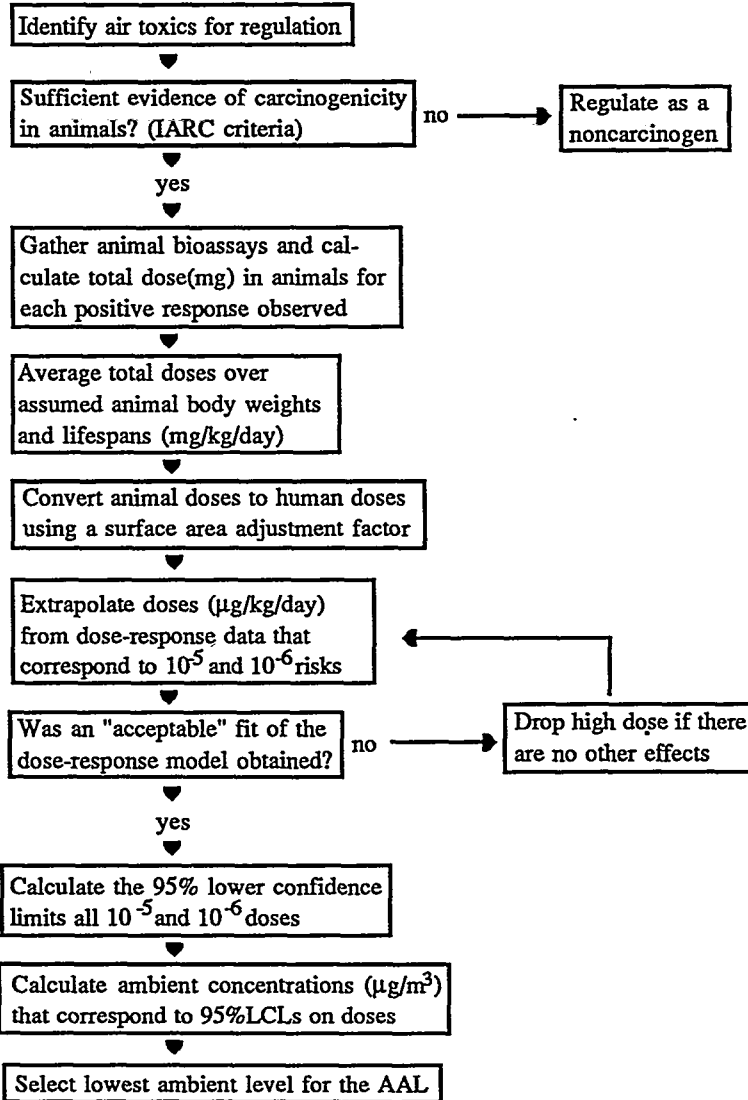 Identify air toxics for regulation
Sufficient evidence of carcinogenicity
in animals? (IARC criteria)
no
Regulate as a
noncarcinogen
yes
Gather animal bioassays and cal-
culate total dose(mg) in animals for
each positive response observed
Average total doses over
assumed animal body weights
and lifespans (mg/kg/day)
Convert animal doses to human doses
using a surface area adjustment factor
Extrapolate doses (µg/kg/day)
from dose-response data that
correspond to 10⁻⁵ and 10⁻⁶ risks
Was an "acceptable" fit of the
dose-response model obtained?
no
Drop high dose if there
are no other effects
yes
Calculate the 95% lower confidence
limits all 10⁻⁵ and 10⁻⁶ doses
Calculate ambient concentrations (µg/m³)
that correspond to 95%LCLs on doses
Select lowest ambient level for the AAL